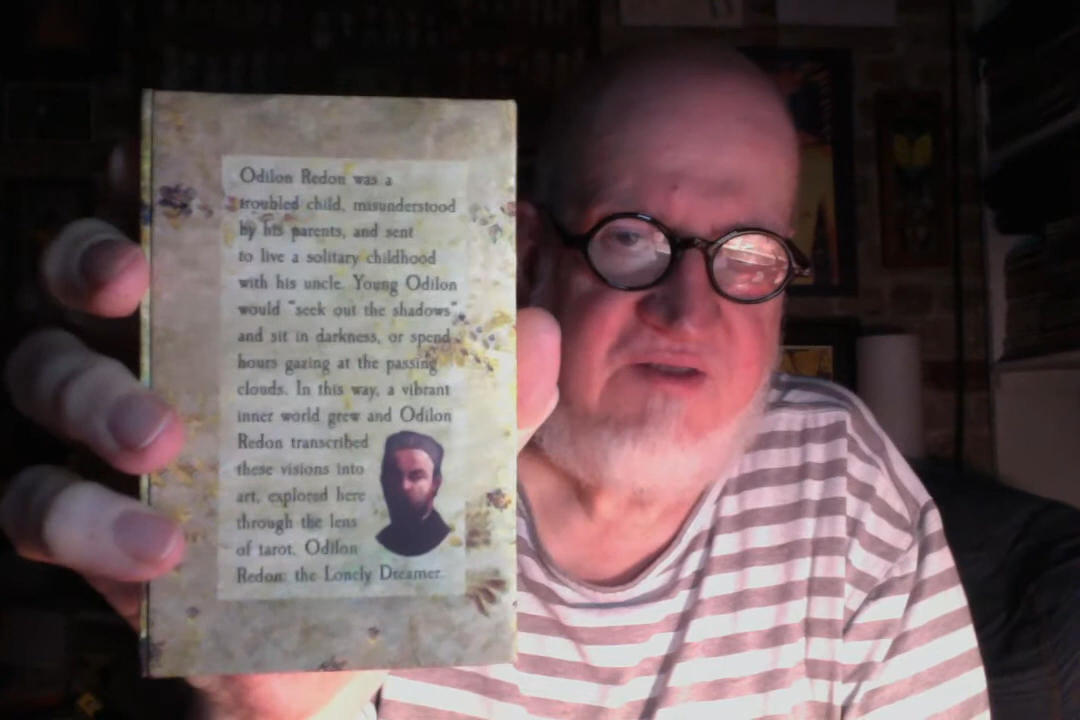 Odilon Redon was a
troubled child, misunderstood
by his parents, and sent
to live a solitary childhood
with his uncle. Young Odilon
would "seek out the shadows"
and sit in darkness, or spend
hours gazing at the passing
clouds. In this way, a vibrant
inner world grew and Odilon
Redon transcribed
these visions into
art, explored here
through the lens
of tarot. Odilon
Redon: the Lonely Dreamer.